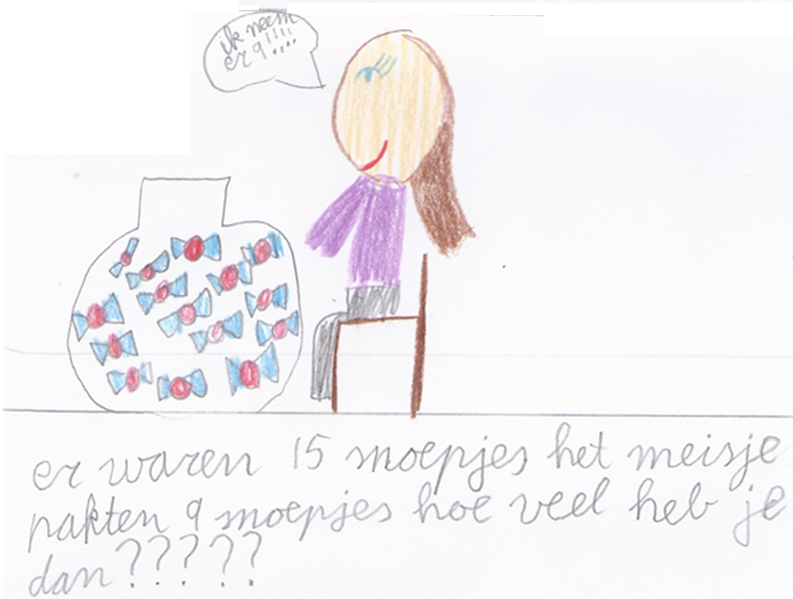 ik neem
er 9!!!!
er waren 15 snoepjes het meisje
pakten 9 snoepjes hoe veel heb je
dan?????